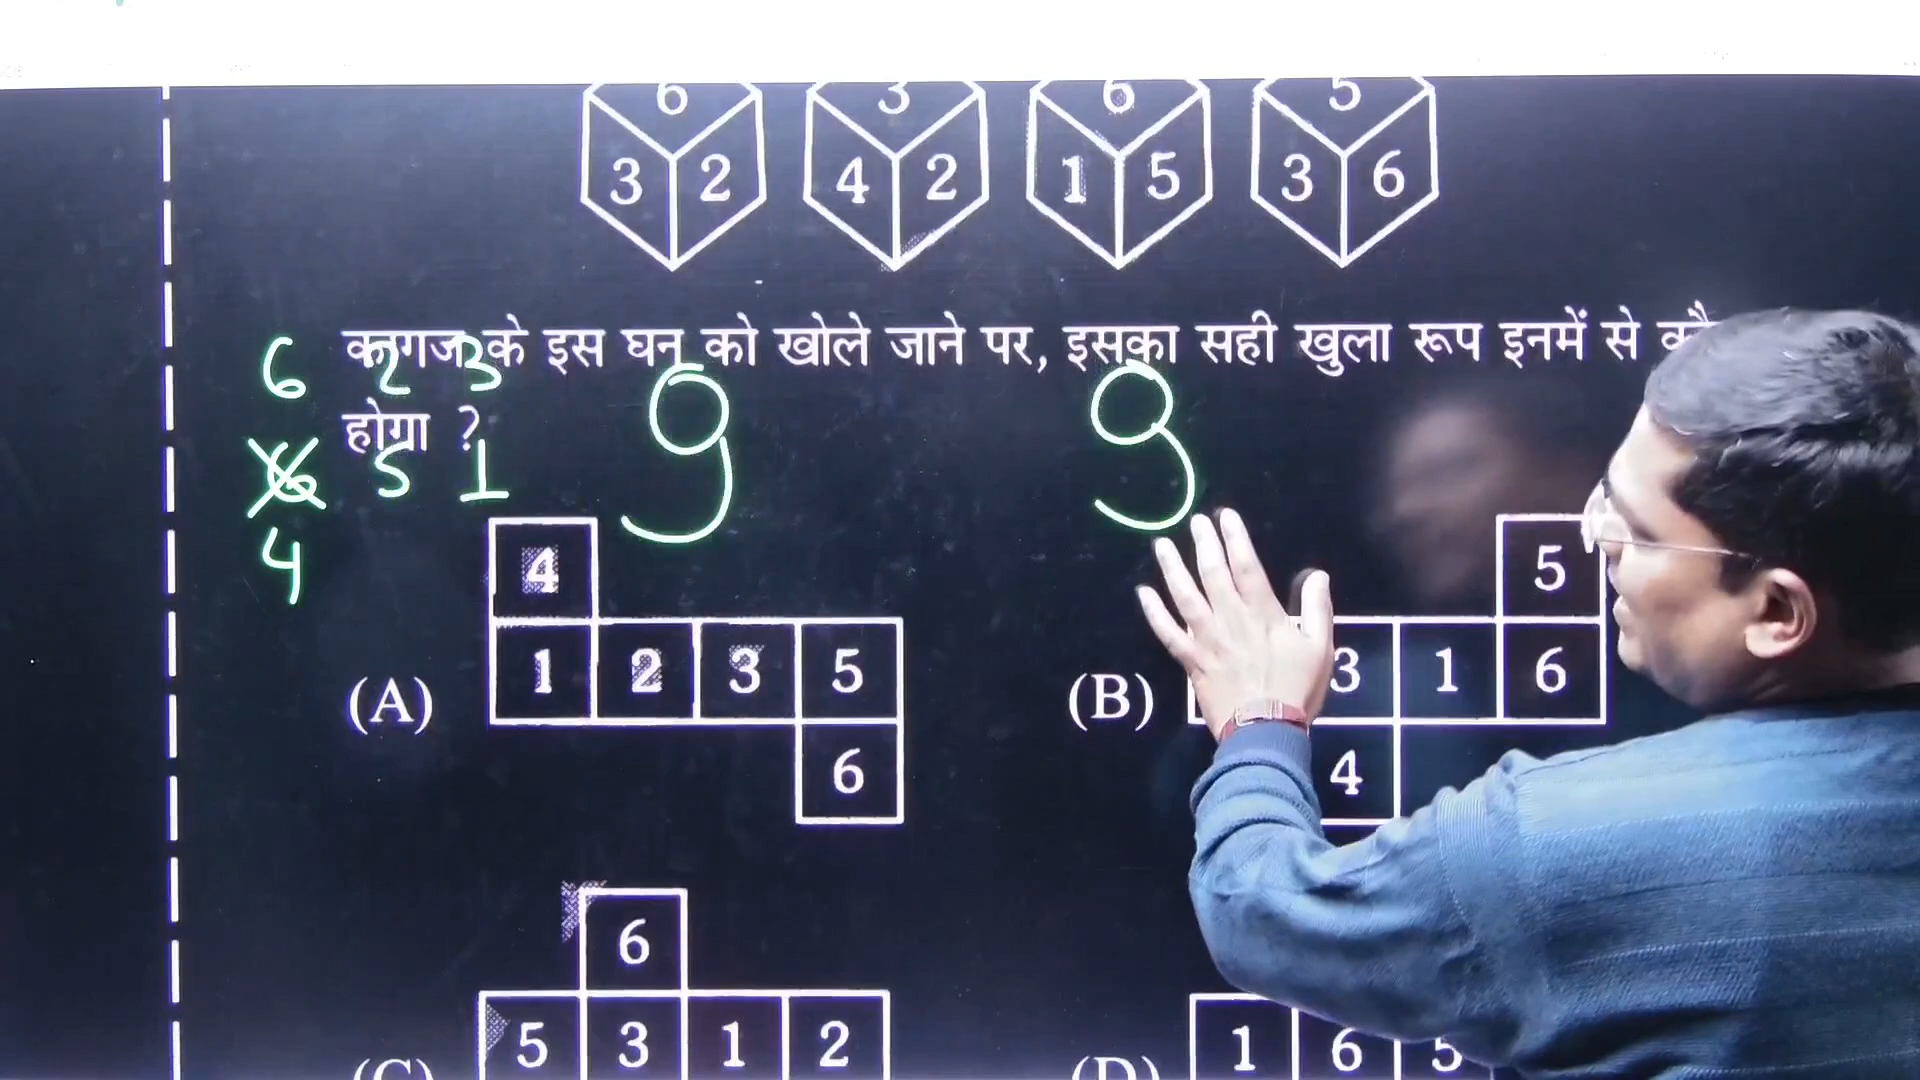 6 3 6 5
3 2 4 2 1 5 3 6
कागज के इस घन को खोले जाने पर, इसका सही खुला रूप इनमें से
होगा ?
6 2 3
6 5 1
4
4 5
(A) 1 2 3 5
(B) 3 1 6
6 4
6
5 3 1 2
1 6 5